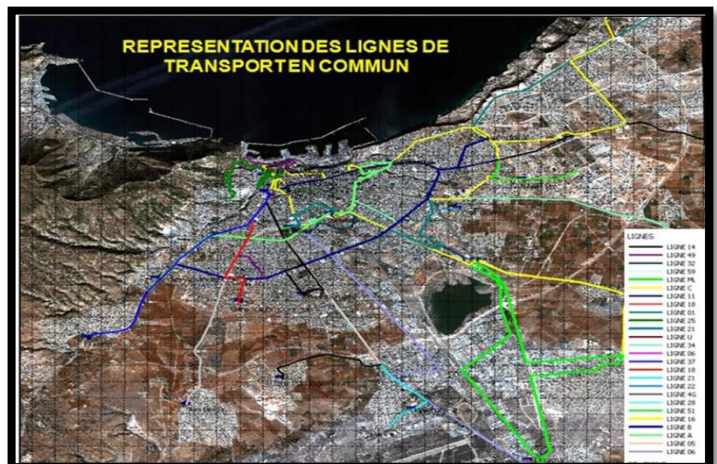 REPRESENTATION DES LIGNES DE
TRANSPORT EN COMMUN
LIGNES
LIGNE 14
LIGNE 49
LIGNE 32
LIGNE 59
LIGNE ML
LIGNE C
LIGNE 11
LIGNE 18
LIGNE 01
LIGNE 25
LIGNE 21
LIGNE U
LIGNE 34
LIGNE 06
LIGNE 37
LIGNE 18
LIGNE 21
LIGNE 22
LIGNE 4G
LIGNE 28
LIGNE 51
LIGNE 16
LIGNE B
LIGNE A
LIGNE 05
LIGNE 06